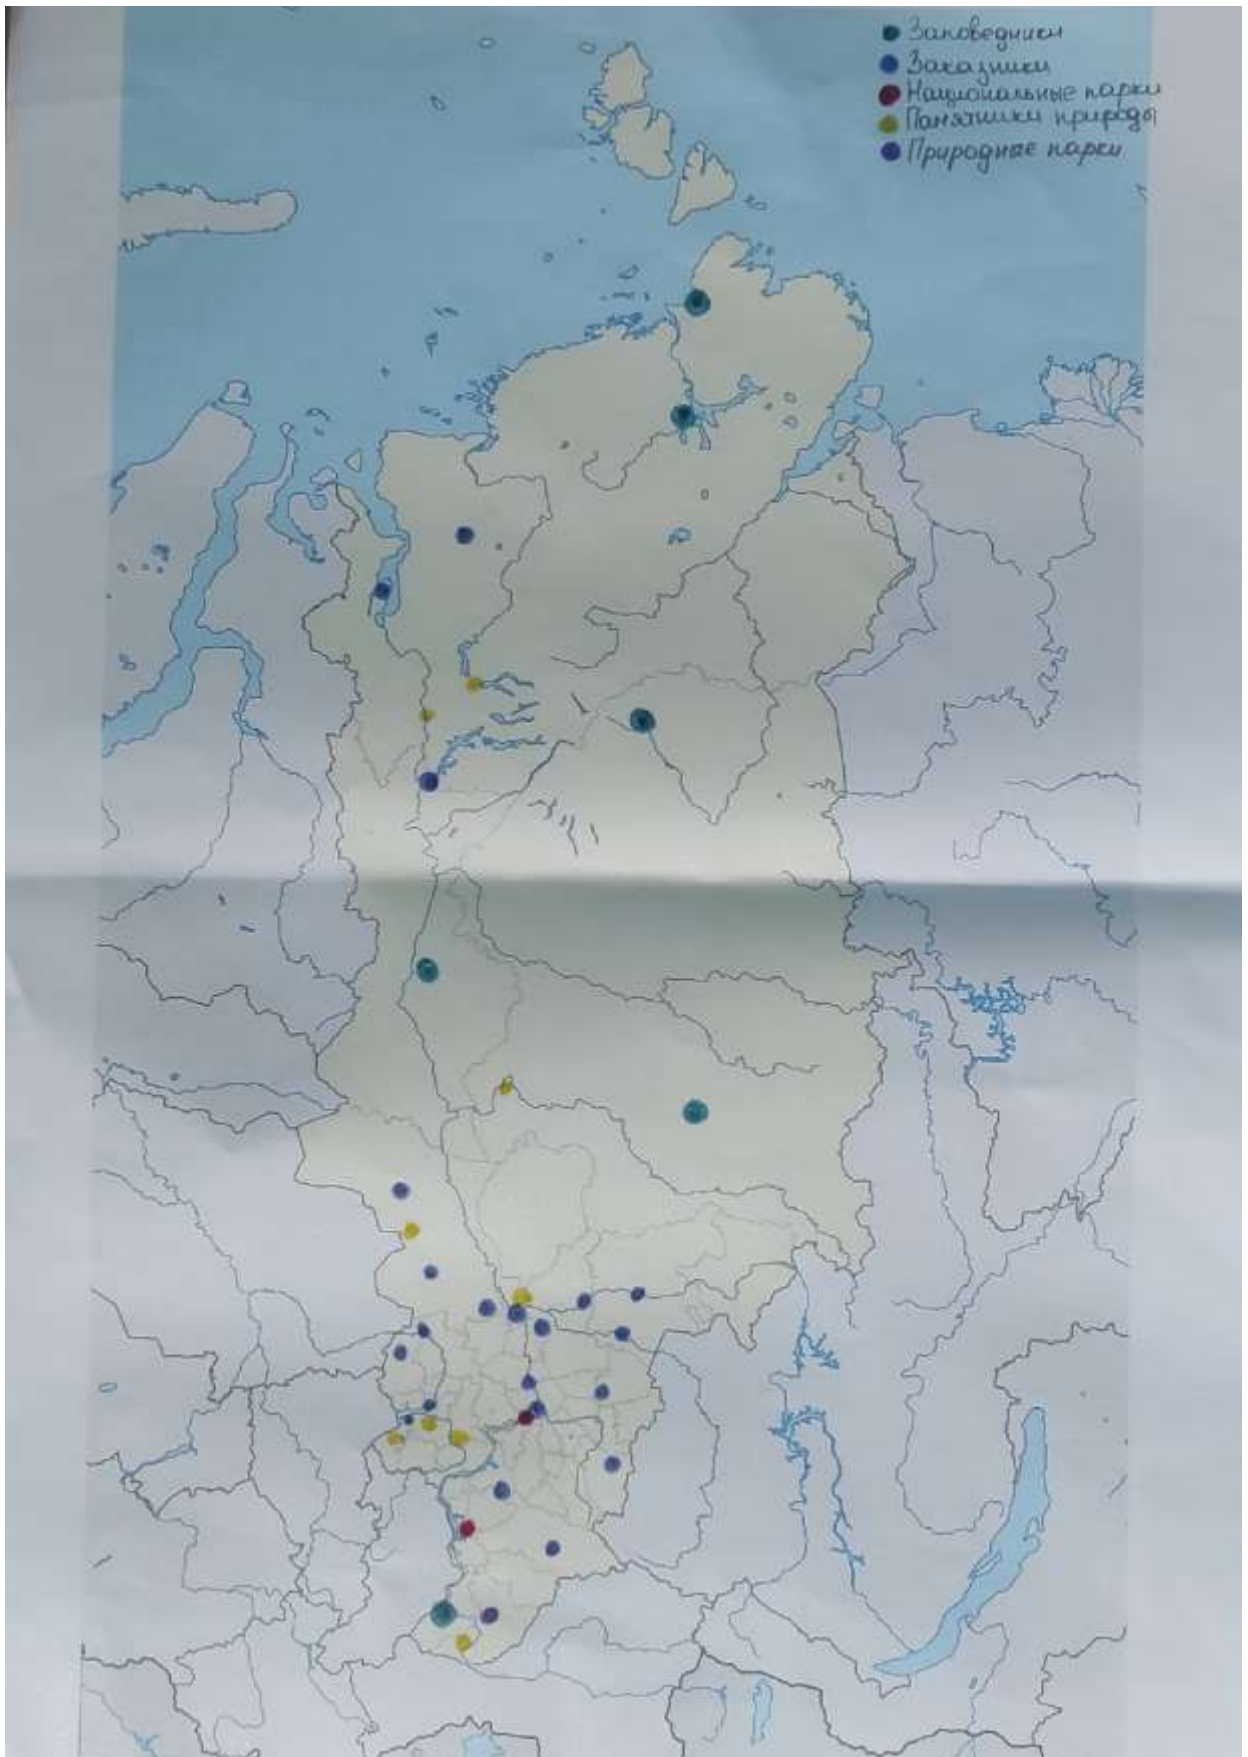 Заповедники
Заказники
Национальные парки
Памятники природы
Природные парки